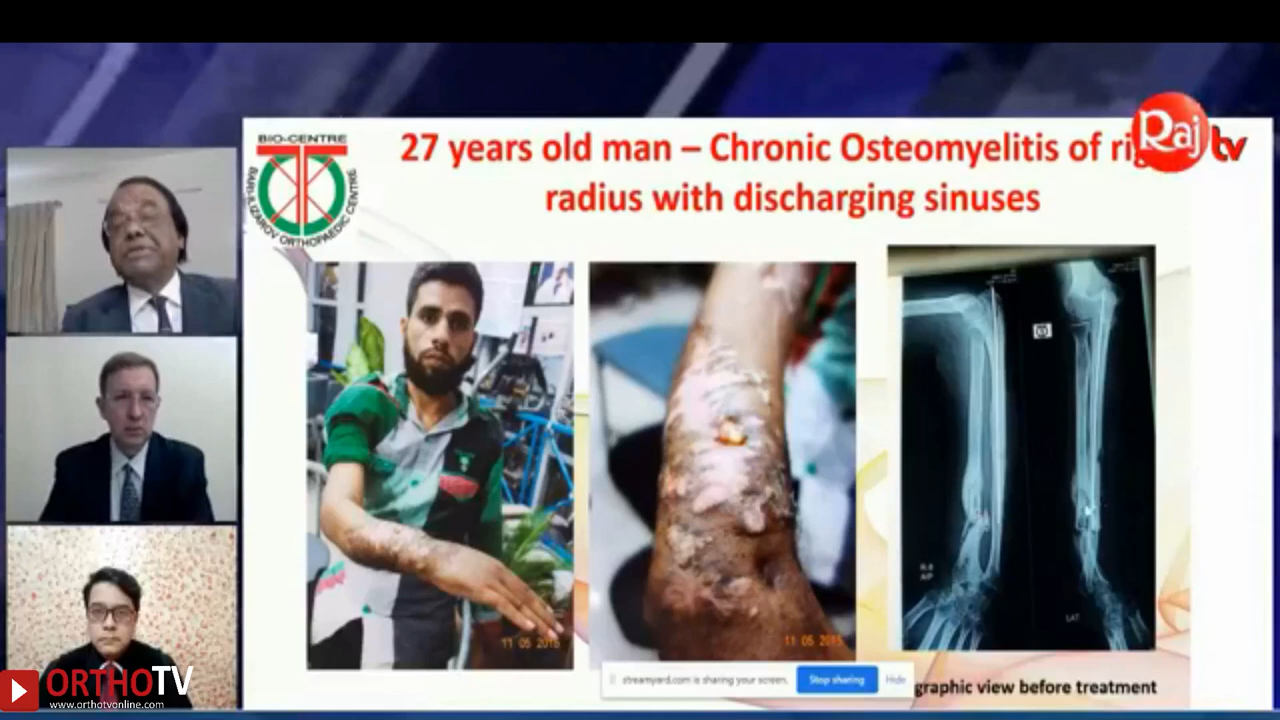 Raj tv
BIO-CENTRE
BARI-ILIZAROV ORTHOPAEDIC CENTRE
27 years old man – Chronic Osteomyelitis of
radius with discharging sinuses
11 05 2015
11 05 2015
LAT
streamyard.com is sharing your screen.
Stop sharing
Hide
graphic view before treatment
ORTHOTV
www.orthotvonline.com